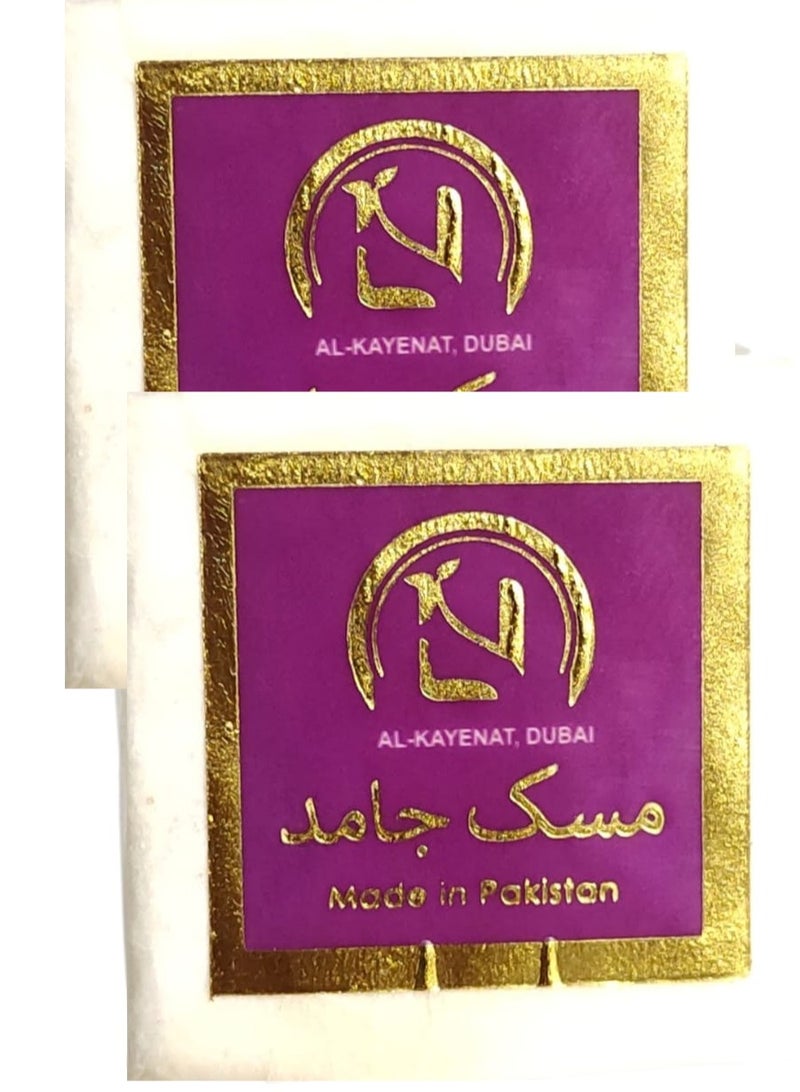 AL-KAYENAT, DUBAI
AL-KAYENAT, DUBAI
مسک جامد
Made in Pakistan